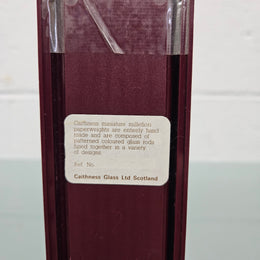 Caithness miniature millefiori
paperweights are entirely hand
made and are composed of
patterned coloured glass rods
fused together in a variety
of designs.
Ref. No.
Caithness Glass Ltd Scotland